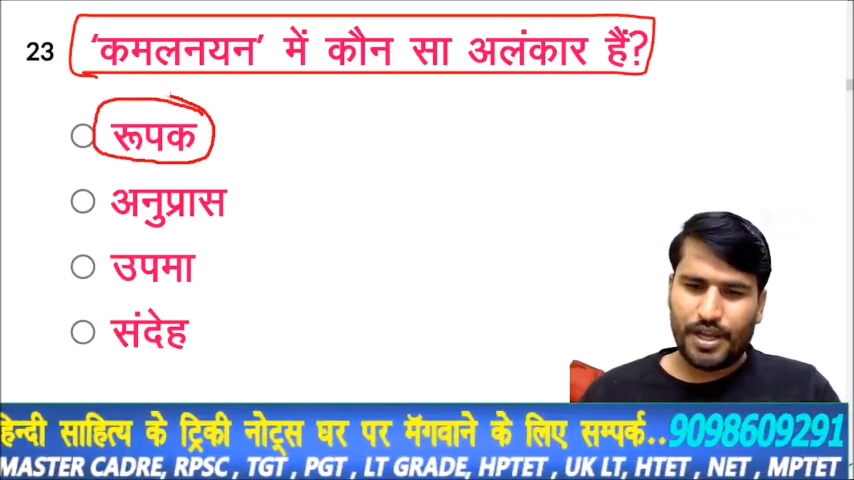 23 'कमलनयन' में कौन सा अलंकार हैं?
रूपक
अनुप्रास
उपमा
संदेह
हिन्दी साहित्य के ट्रिकी नोट्स घर पर मॅगवाने के लिए सम्पर्क..9098609291
MASTER CADRE, RPSC , TGT , PGT , LT GRADE, HPTET , UK LT, HTET , NET , MPTET